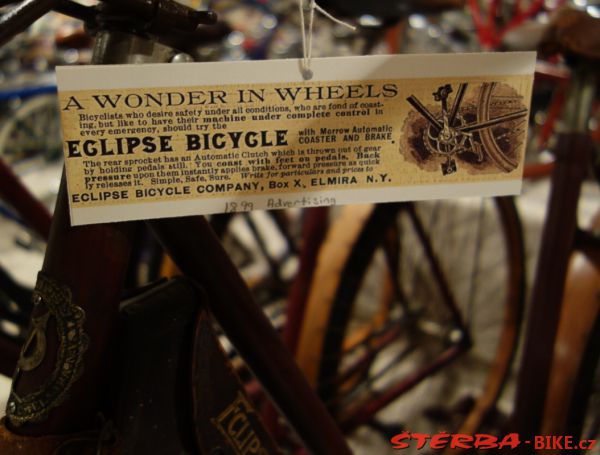 A WONDER IN WHEELS
Bicyclists who desire safety under all conditions, who are fond of coast-
ing, but like to have their machine under complete control in
every emergency, should try the
ECLIPSE BICYCLE with Morrow Automatic
COASTER AND BRAKE.
The rear sprocket has an Automatic Clutch which is thrown out of gear
by holding pedals still. You coast with feet on pedals. Back
pressure upon them instantly applies brake, forward pressure as quick
ly releases it. Simple, Safe, Sure. Write for particulars and prices to
ECLIPSE BICYCLE COMPANY, Box X, ELMIRA N.Y.
1899 Advertising
ECLIPSE
ŠTĚRBA-BIKE.cz